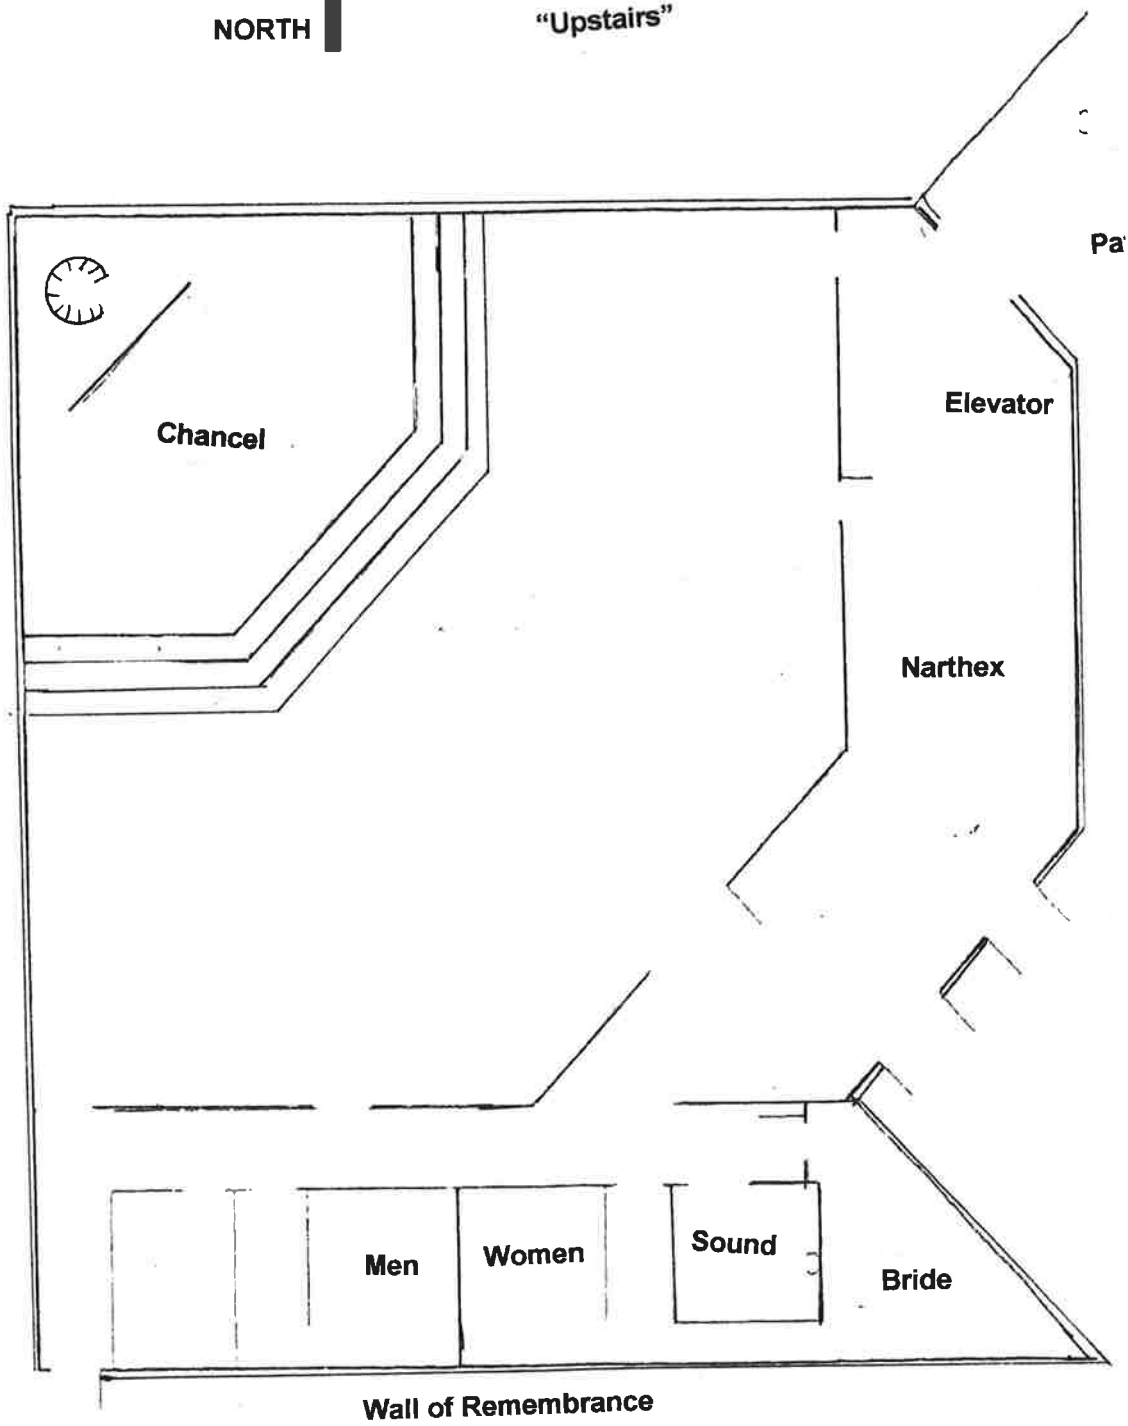 NORTH
“Upstairs”
Elevator
Chancel
Narthex
Men
Women
Sound
Bride
Wall of Remembrance